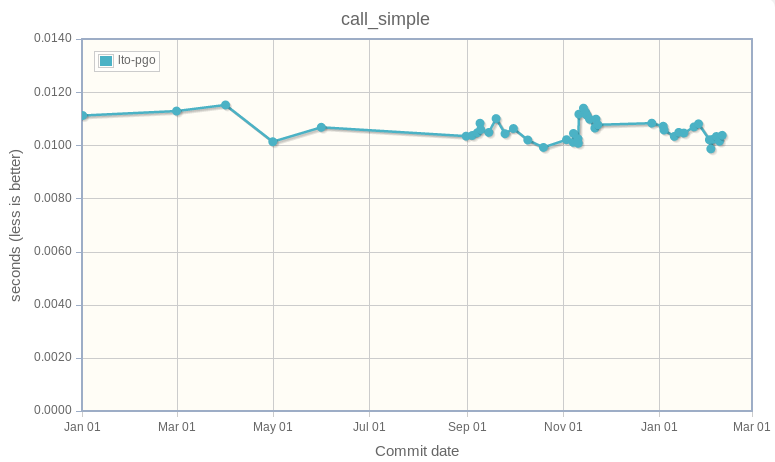 call_simple
0.0140
lto-pgo
0.0120
0.0100
0.0080
0.0060
0.0040
0.0020
0.0000
seconds (less is better)
Jan 01 Mar 01 May 01 Jul 01 Sep 01 Nov 01 Jan 01 Mar 01
Commit date